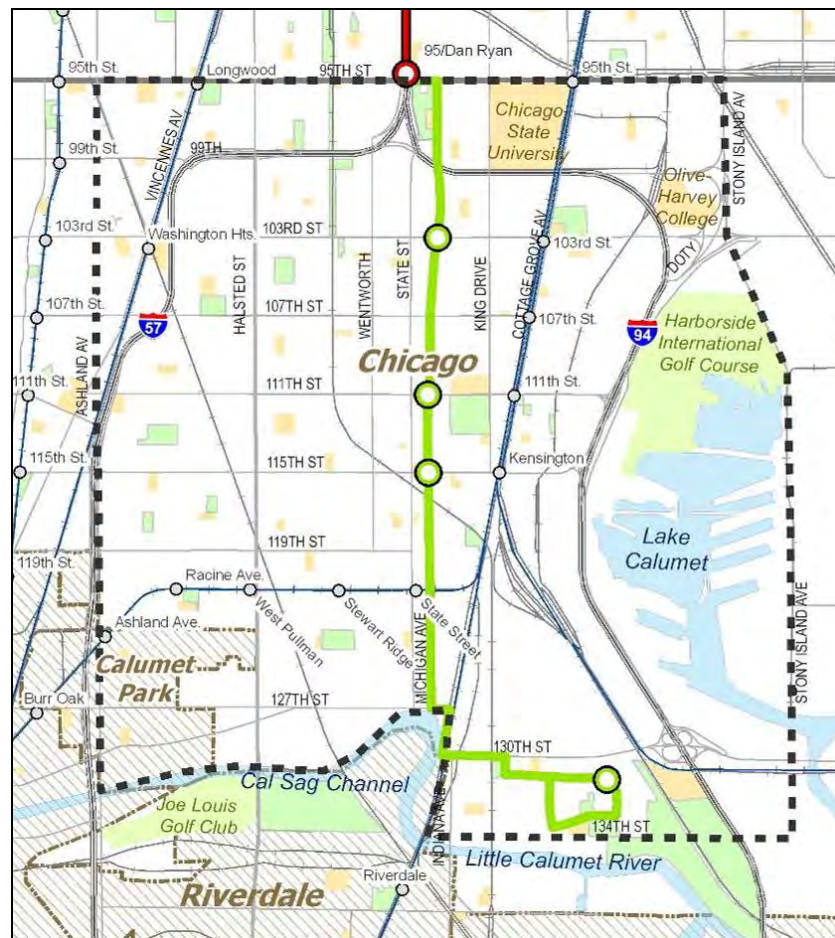 95/Dan Ryan
95th St.
Longwood
95TH ST
95th St.
Chicago
State
University
STONY ISLAND AV
VINCENNES AV
99TH
99th St.
Olive-
Harvey
College
103rd St.
Washington Hts.
103RD ST
103rd St.
DOTY
HALSTED ST
WENTWORTH
STATE ST
KING DRIVE
COTTAGE GROVE AV
107th St.
57
107TH ST
107th St.
94
Harborside
International
Golf Course
ASHLAND AV
Chicago
111th St.
111TH ST
111th St.
115th St.
115TH ST
Kensington
119TH ST
Lake
Calumet
119th St.
Racine Ave.
West Pullman
Stewart Ridge
State Street
MICHIGAN AVE
STONY ISLAND AVE
Ashland Ave.
Calumet
Park
Burr Oak
127TH ST
130TH ST
Cal Sag Channel
Joe Louis
Golf Club
INDIANA AVE
134TH ST
Little Calumet River
Riverdale
Riverdale